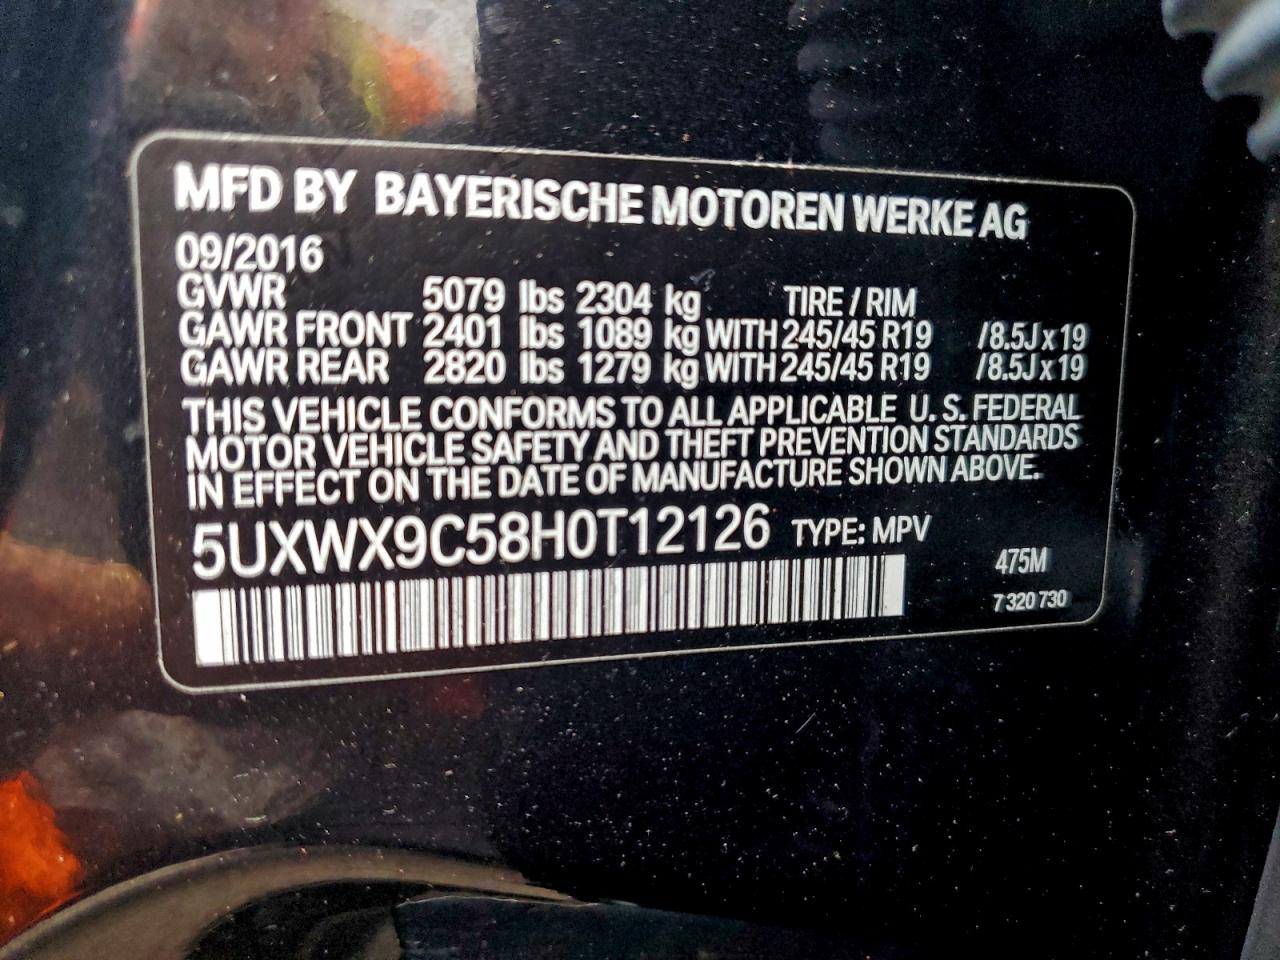 MFD BY BAYERISCHE MOTOREN WERKE AG
09/2016
GVWR 5079 lbs 2304 kg TIRE / RIM
GAWR FRONT 2401 lbs 1089 kg WITH 245/45 R19 /8.5J x 19
GAWR REAR 2820 lbs 1279 kg WITH 245/45 R19 /8.5J x 19
THIS VEHICLE CONFORMS TO ALL APPLICABLE U. S. FEDERAL
MOTOR VEHICLE SAFETY AND THEFT PREVENTION STANDARDS
IN EFFECT ON THE DATE OF MANUFACTURE SHOWN ABOVE.
5UXWX9C58H0T12126 TYPE: MPV
475M
7 320 730